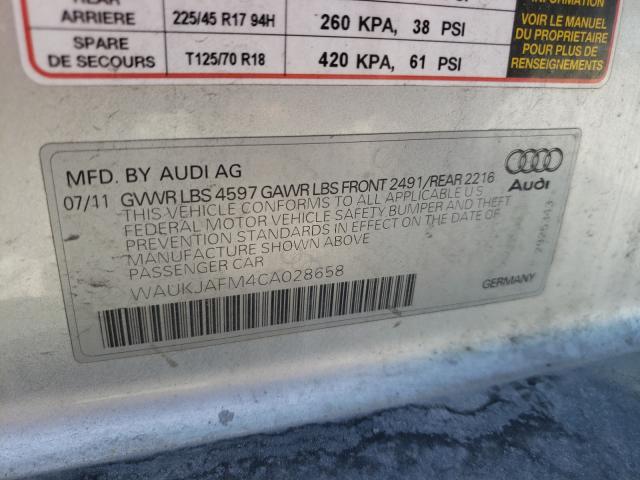 ARRIERE 225/45 R17 94H 260 KPA, 38 PSI
SPARE DE SECOURS T125/70 R18 420 KPA, 61 PSI
INFORMATION
VOIR LE MANUEL
DU PROPRIETAIRE
POUR PLUS DE
RENSEIGNEMENTS
MFD. BY AUDI AG
07/11 GVWR LBS 4597 GAWR LBS FRONT 2491/REAR 2216
THIS VEHICLE CONFORMS TO ALL APPLICABLE U S
FEDERAL MOTOR VEHICLE SAFETY BUMPER AND THEFT
PREVENTION STANDARDS IN EFFECT ON THE DATE OF
MANUFACTURE SHOWN ABOVE
PASSENGER CAR
WAUKJAFM4CA028658
Audi
GERMANY